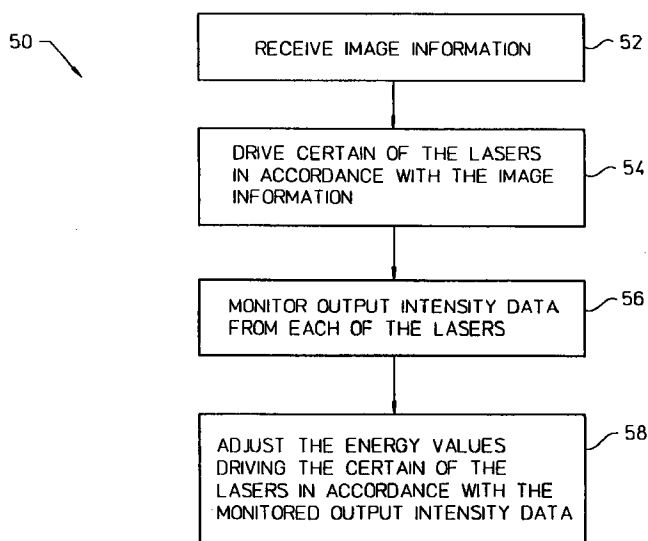 50
RECEIVE IMAGE INFORMATION
52
DRIVE CERTAIN OF THE LASERS
IN ACCORDANCE WITH THE IMAGE
INFORMATION
54
MONITOR OUTPUT INTENSITY DATA
FROM EACH OF THE LASERS
56
ADJUST THE ENERGY VALUES
DRIVING THE CERTAIN OF THE
LASERS IN ACCORDANCE WITH THE
MONITORED OUTPUT INTENSITY DATA
58